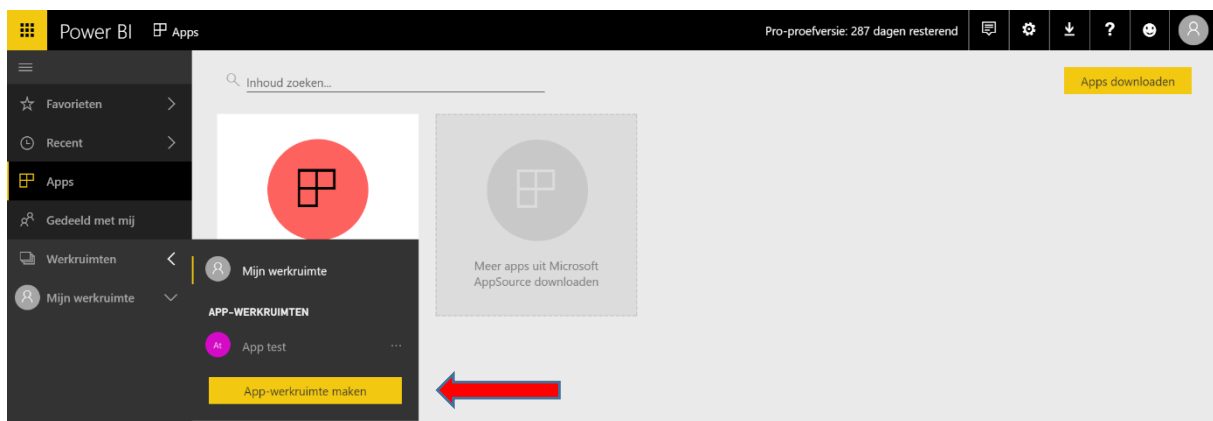 Power BI Apps Pro-proefversie: 287 dagen resterend ?
Inhoud zoeken...
Apps downloaden
Favorieten
Recent
Apps
Gedeeld met mij
Werkruimten
Mijn werkruimte
Mijn werkruimte
APP-WERKRUIMTEN
At App test ...
App-werkruimte maken
Meer apps uit Microsoft
AppSource downloaden